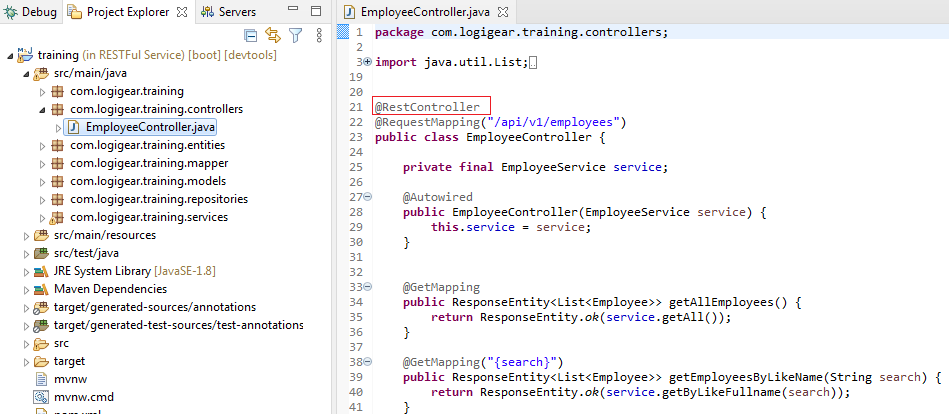 Debug
Project Explorer
Servers
training (in RESTFul Service) [boot] [devtools]
src/main/java
com.logigear.training
com.logigear.training.controllers
EmployeeController.java
com.logigear.training.entities
com.logigear.training.mapper
com.logigear.training.models
com.logigear.training.repositories
com.logigear.training.services
src/main/resources
src/test/java
JRE System Library [JavaSE-1.8]
Maven Dependencies
target/generated-sources/annotations
target/generated-test-sources/test-annotations
src
target
mvnw
mvnw.cmd
EmployeeController.java
1 package com.logigear.training.controllers;
2
3 import java.util.List;
19
20
21 @RestController
22 @RequestMapping("/api/v1/employees")
23 public class EmployeeController {
24
25 private final EmployeeService service;
26
27 @Autowired
28 public EmployeeController(EmployeeService service) {
29 this.service = service;
30 }
31
32
33 @GetMapping
34 public ResponseEntity<List<Employee>> getAllEmployees() {
35 return ResponseEntity.ok(service.getAll());
36 }
37
38 @GetMapping("{search}")
39 public ResponseEntity<List<Employee>> getEmployeesByLikeName(String search) {
40 return ResponseEntity.ok(service.getByLikeFullname(search));
41 }